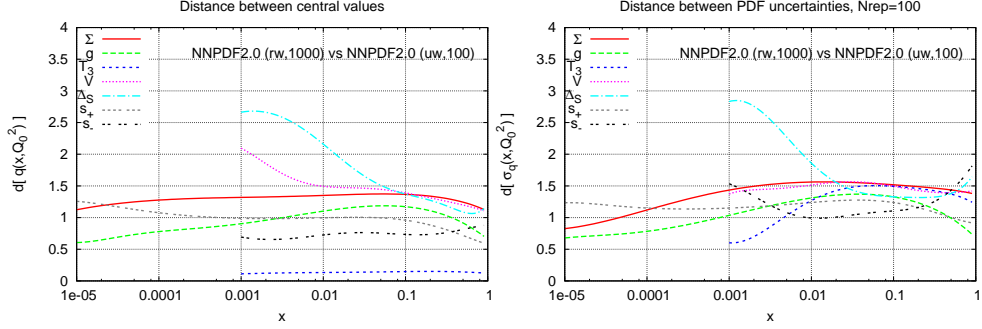 Distance between central values
d[ q(x,Q₀²) ]
4
3.5
3
2.5
2
1.5
1
0.5
0
1e-05 0.0001 0.001 0.01 0.1 1
x
NNPDF2.0 (rw,1000) vs NNPDF2.0 (uw,100)
Σ
g
T₃
V
Δ_S
s₊
s₋
Distance between PDF uncertainties, Nrep=100
d[ σ_q(x,Q₀²) ]
4
3.5
3
2.5
2
1.5
1
0.5
0
1e-05 0.0001 0.001 0.01 0.1 1
x
NNPDF2.0 (rw,1000) vs NNPDF2.0 (uw,100)
Σ
g
T₃
V
Δ_S
s₊
s₋